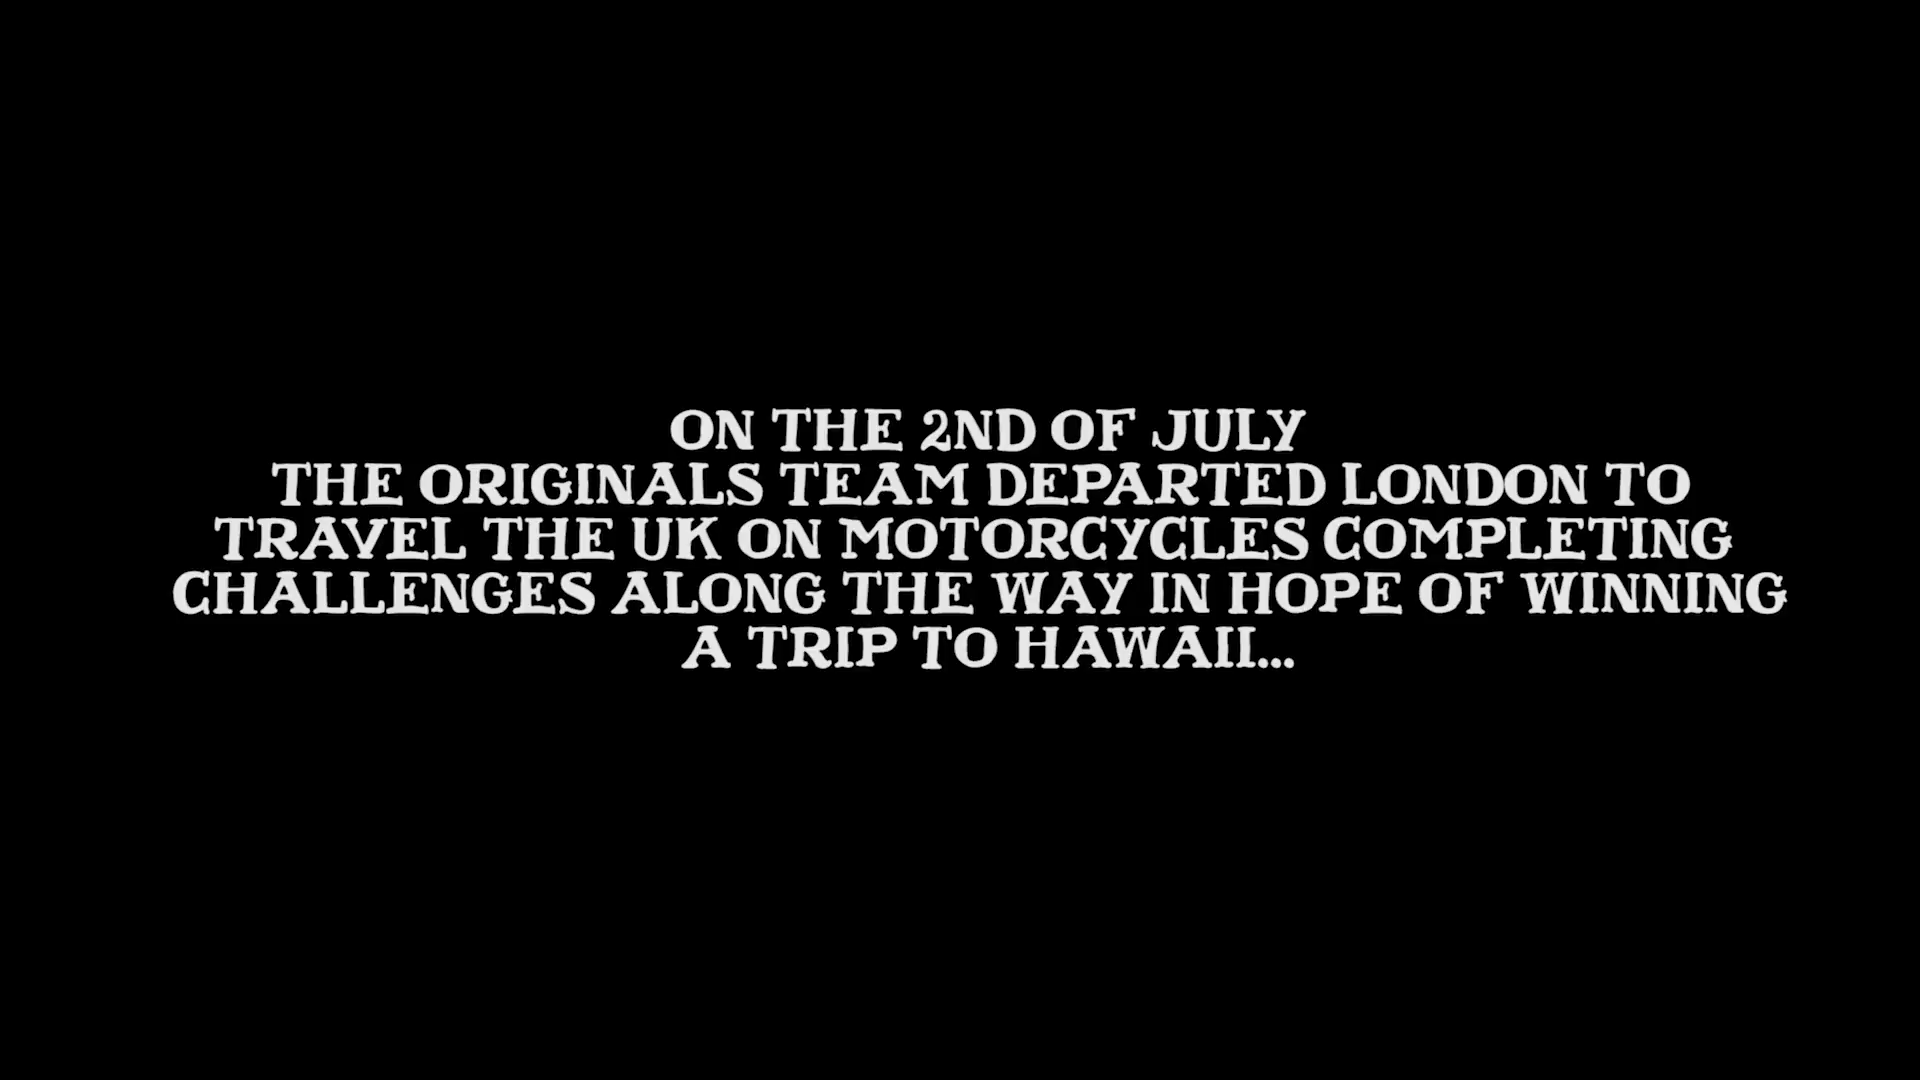 ON THE 2ND OF JULY
THE ORIGINALS TEAM DEPARTED LONDON TO
TRAVEL THE UK ON MOTORCYCLES COMPLETING
CHALLENGES ALONG THE WAY IN HOPE OF WINNING
A TRIP TO HAWAII...